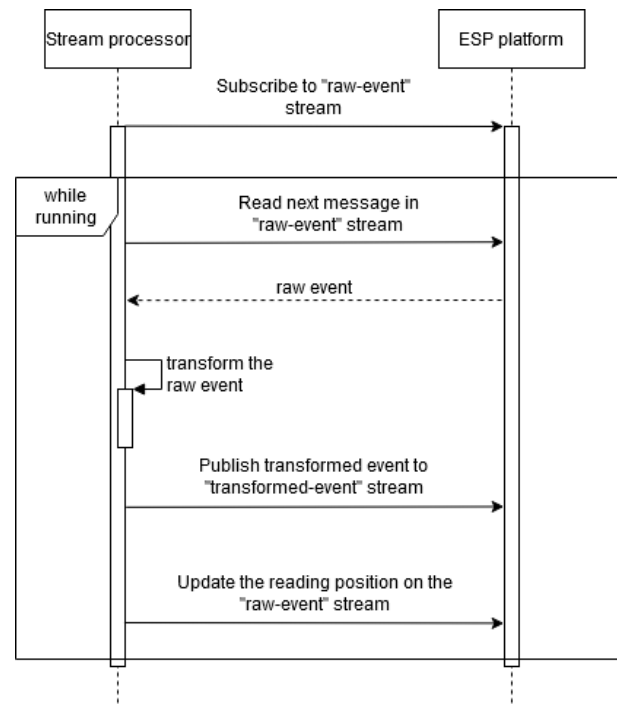 Stream processor
ESP platform
Subscribe to "raw-event"
stream
while
running
Read next message in
"raw-event" stream
raw event
transform the
raw event
Publish transformed event to
"transformed-event" stream
Update the reading position on the
"raw-event" stream